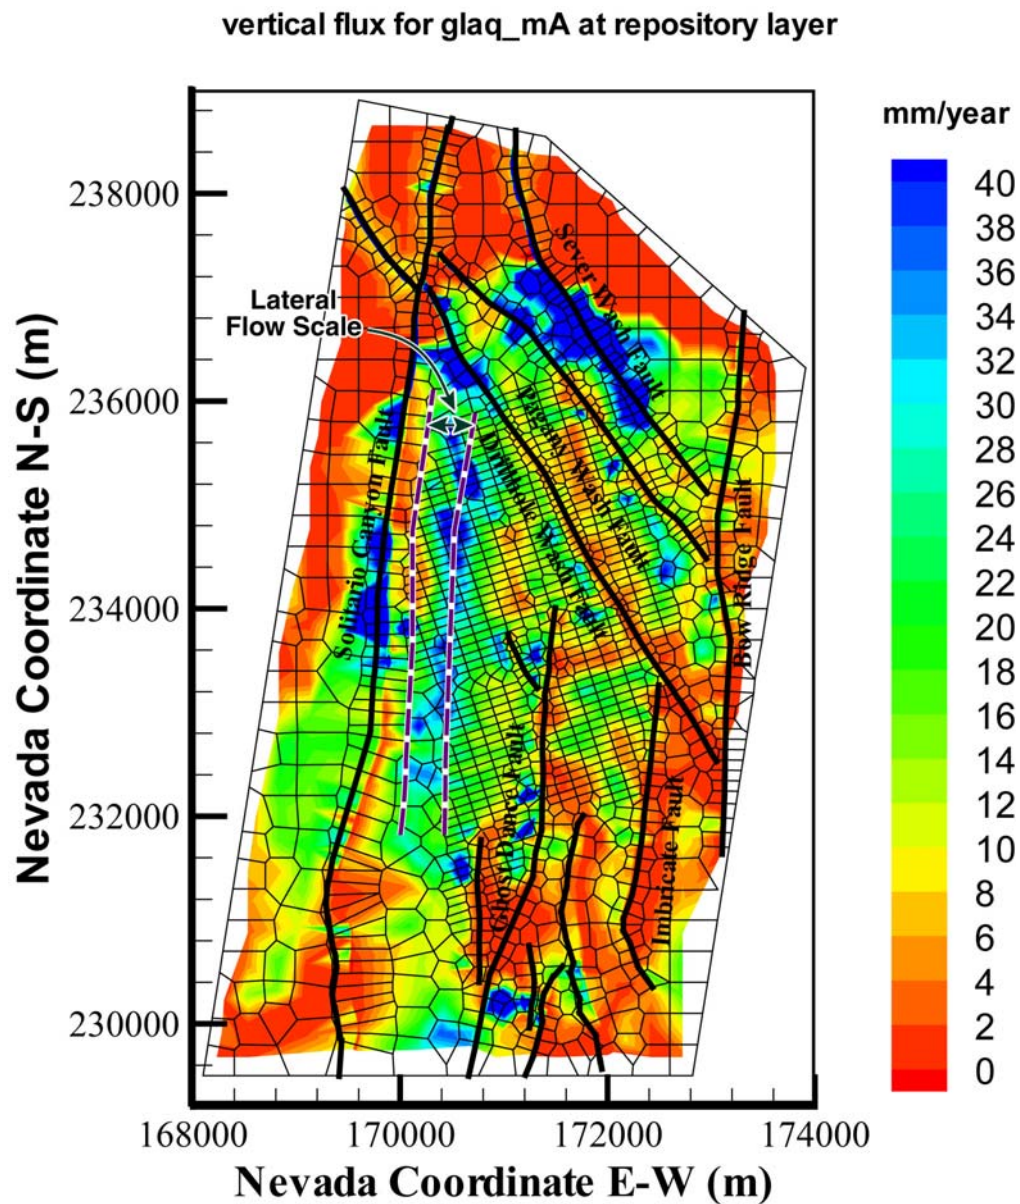 vertical flux for glaq_mA at repository layer
mm/year
40
38
36
34
32
30
28
26
24
22
20
18
16
14
12
10
8
6
4
2
0
Nevada Coordinate N-S (m)
238000
236000
234000
232000
230000
Lateral
Flow Scale
Sever Wash Fault
Pagany Wash Fault
Drillhole Wash Fault
Solitario Canyon Fault
Bow Ridge Fault
Ghost Dance Fault
Imbricate Fault
168000
170000
172000
174000
Nevada Coordinate E-W (m)